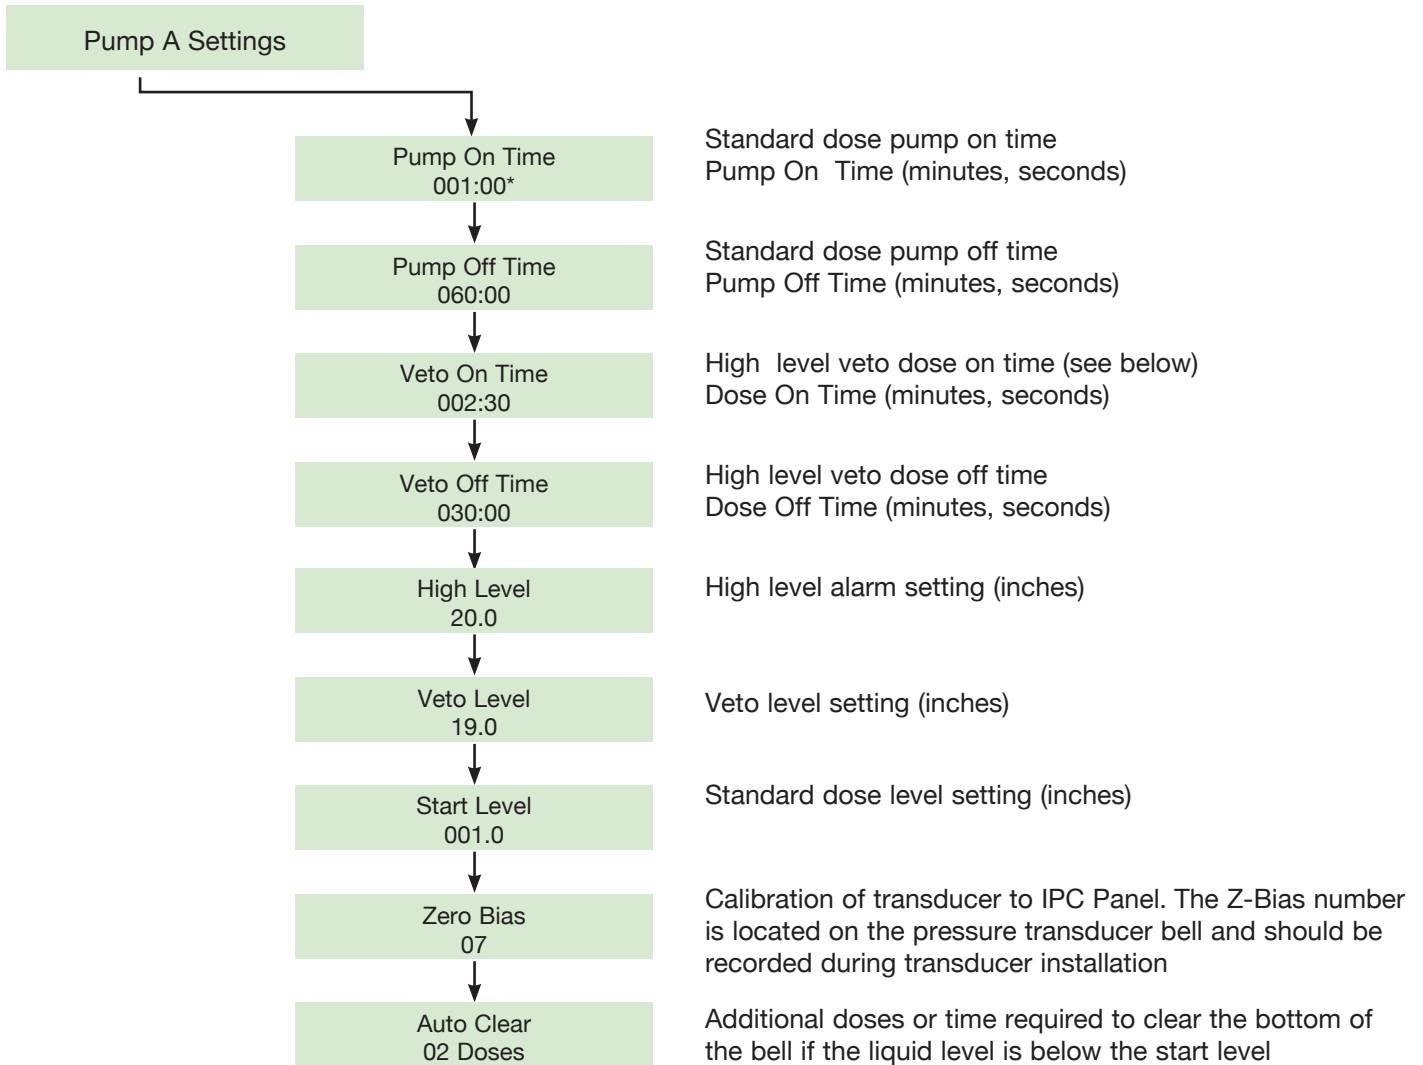 Pump A Settings
Pump On Time
001:00*
Standard dose pump on time
Pump On  Time (minutes, seconds)
Pump Off Time
060:00
Standard dose pump off time
Pump Off Time (minutes, seconds)
Veto On Time
002:30
High  level veto dose on time (see below)
Dose On Time (minutes, seconds)
Veto Off Time
030:00
High level veto dose off time
Dose Off Time (minutes, seconds)
High Level
20.0
High level alarm setting (inches)
Veto Level
19.0
Veto level setting (inches)
Start Level
001.0
Standard dose level setting (inches)
Zero Bias
07
Calibration of transducer to IPC Panel. The Z-Bias number
is located on the pressure transducer bell and should be
recorded during transducer installation
Auto Clear
02 Doses
Additional doses or time required to clear the bottom of
the bell if the liquid level is below the start level